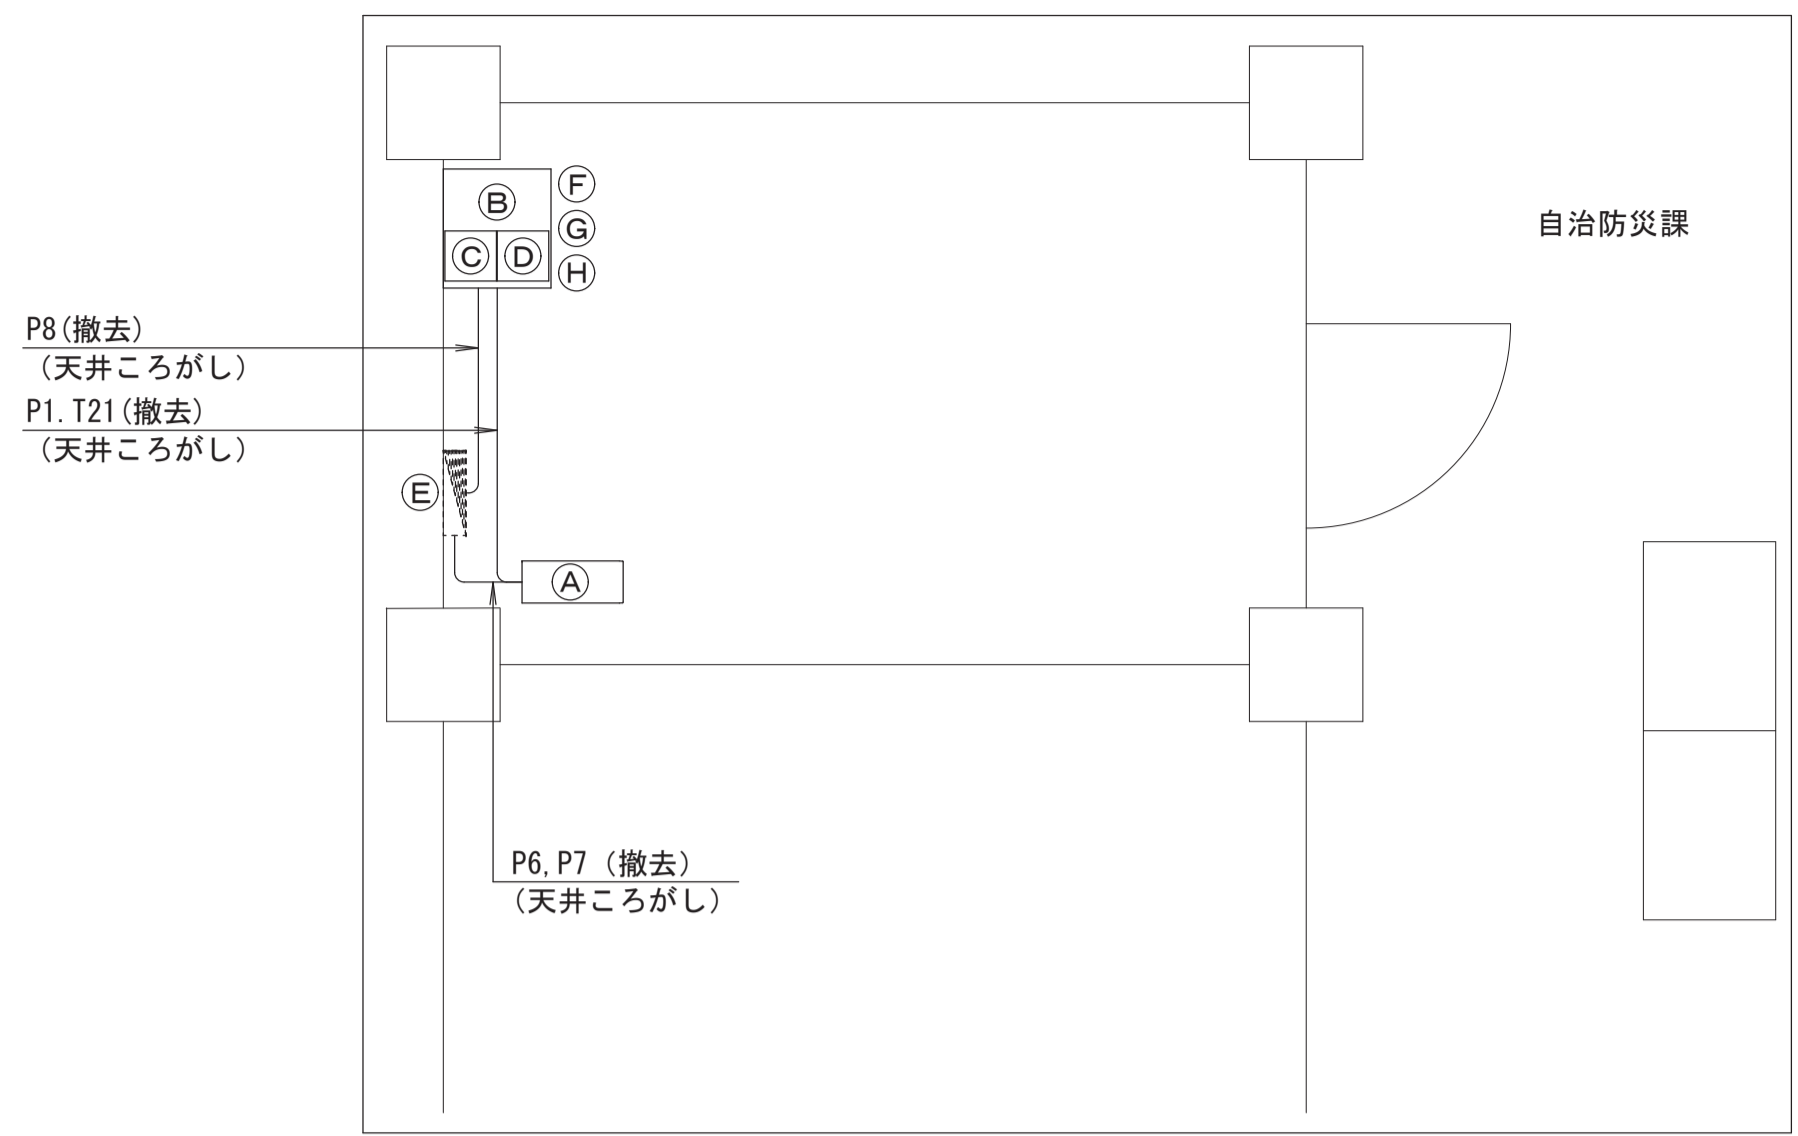 Ⓕ
Ⓑ
Ⓖ
自治防災課
Ⓒ Ⓓ
Ⓗ
P8(撤去)
(天井ころがし)
P1.T21(撤去)
(天井ころがし)
Ⓔ
Ⓐ
P6,P7 (撤去)
(天井ころがし)